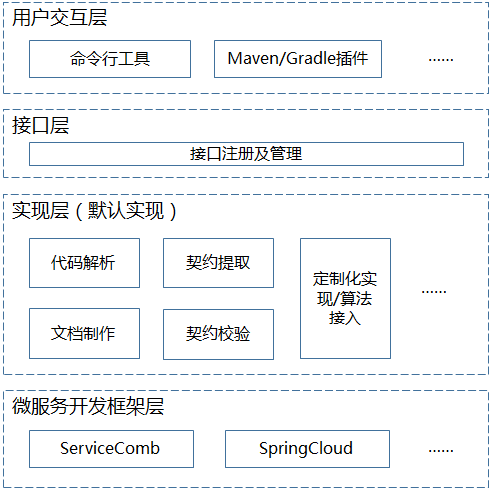 用户交互层
命令行工具
Maven/Gradle插件
……
接口层
接口注册及管理
实现层（默认实现）
代码解析
契约提取
定制化实
现/算法
接入
……
文档制作
契约校验
微服务开发框架层
ServiceComb
SpringCloud
……